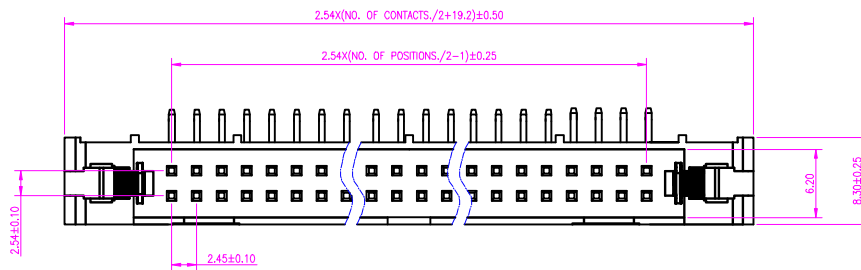 2.54X(NO. OF CONTACTS./2+19.2)±0.50
2.54X(NO. OF POSITIONS./2-1)±0.25
2.54±0.10
2.45±0.10
6.20
8.30±0.25